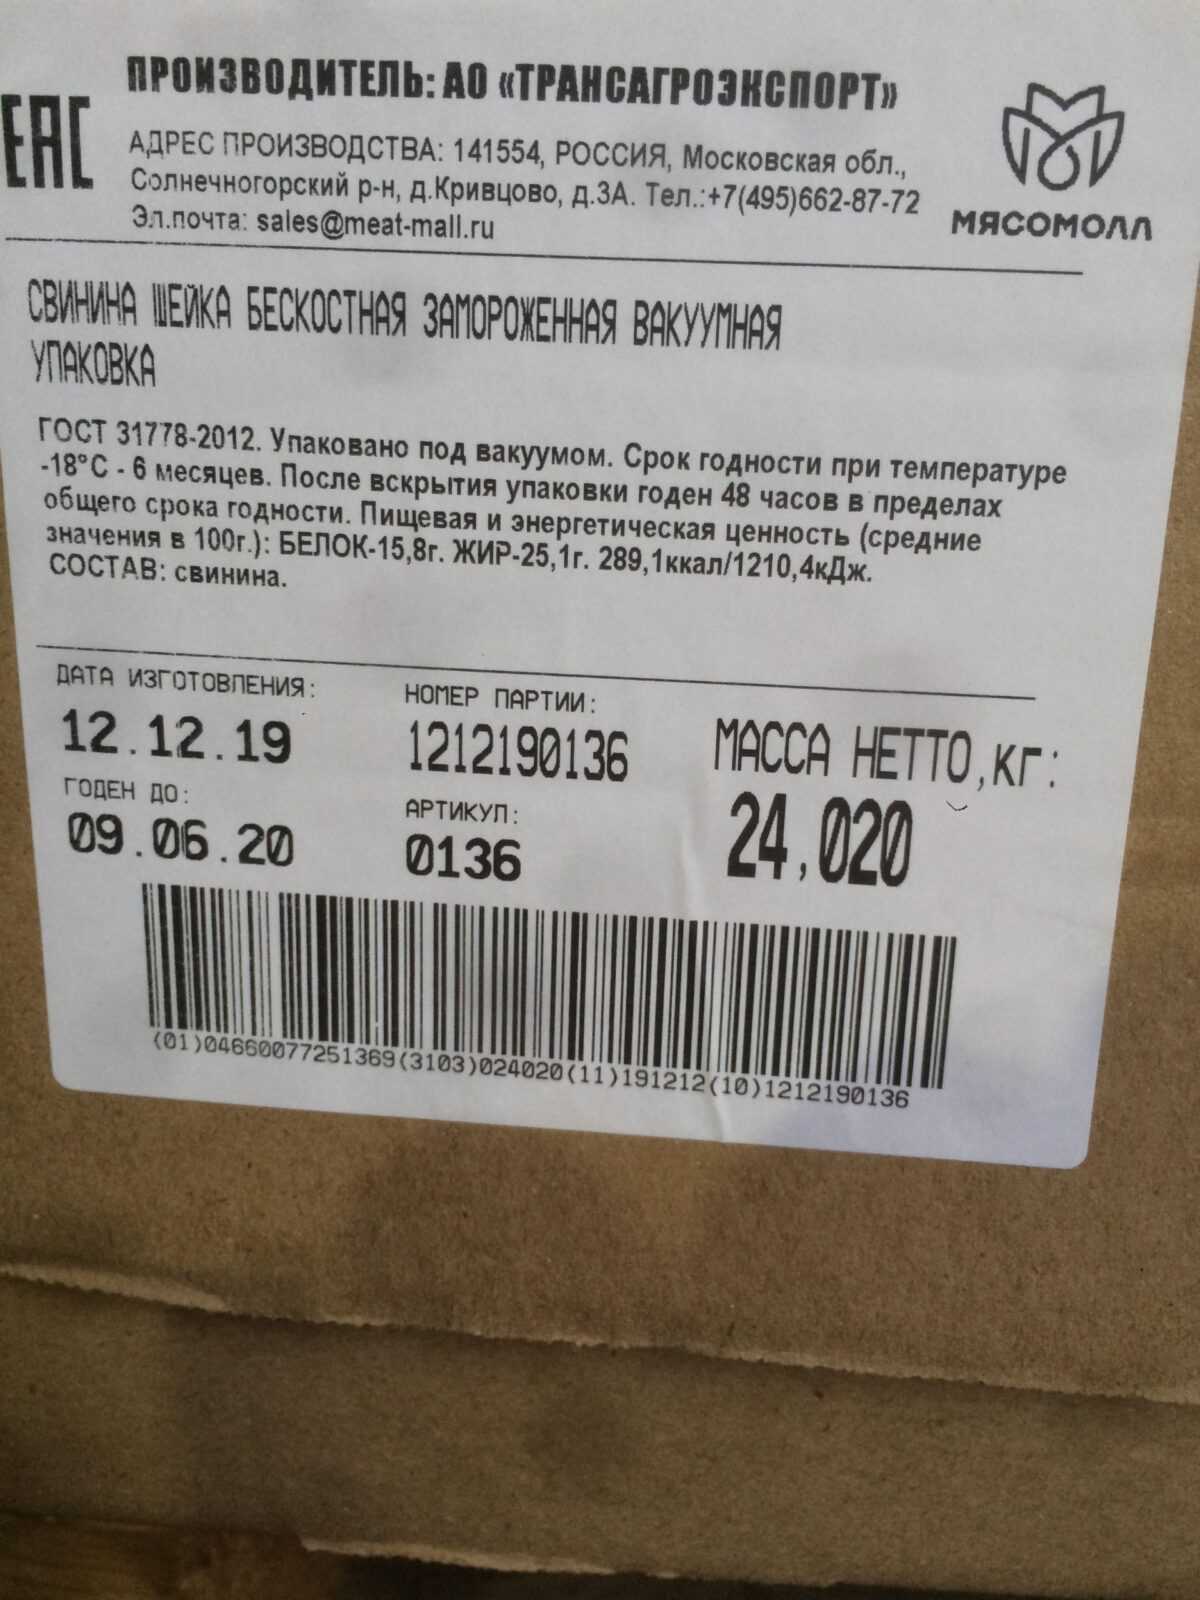 ПРОИЗВОДИТЕЛЬ: АО «ТРАНСАГРОЭКСПОРТ»
ЕАС
АДРЕС ПРОИЗВОДСТВА: 141554, РОССИЯ, Московская обл.,
Солнечногорский р-н, д.Кривцово, д.3А. Тел.:+7(495)662-87-72
Эл.почта: sales@meat-mall.ru
МЯСОМОЛЛ
СВИНИНА ШЕЙКА БЕСКОСТНАЯ ЗАМОРОЖЕННАЯ ВАКУУМНАЯ
УПАКОВКА
ГОСТ 31778-2012. Упаковано под вакуумом. Срок годности при температуре
-18°С - 6 месяцев. После вскрытия упаковки годен 48 часов в пределах
общего срока годности. Пищевая и энергетическая ценность (средние
значения в 100г.): БЕЛОК-15,8г. ЖИР-25,1г. 289,1ккал/1210,4кДж.
СОСТАВ: свинина.
ДАТА ИЗГОТОВЛЕНИЯ:
12.12.19
ГОДЕН ДО:
09.06.20
НОМЕР ПАРТИИ:
1212190136
АРТИКУЛ:
0136
МАССА НЕТТО,КГ:
24,020
(01)04660077251369(3103)024020(11)191212(10)1212190136